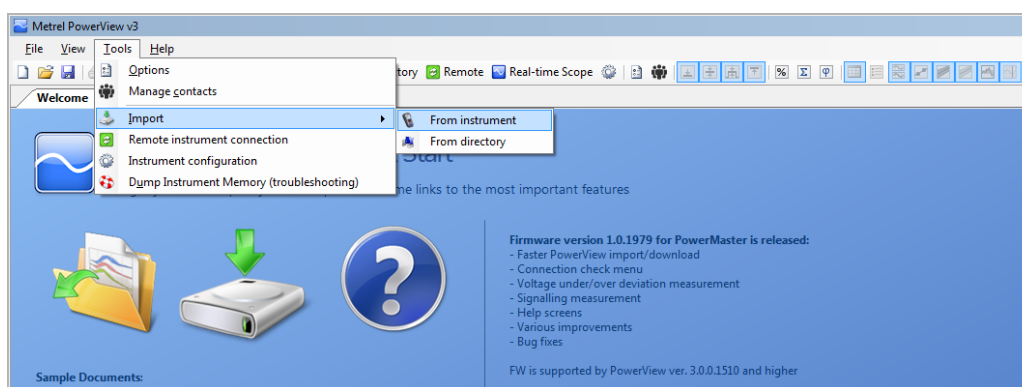 Metrel PowerView v3
File View Tools Help
tory Remote Real-time Scope % Σ φ
Welcome
Options
Manage contacts
Import
Remote instrument connection
Instrument configuration
Dump Instrument Memory (troubleshooting)
From instrument
From directory
Start
me links to the most important features
Firmware version 1.0.1979 for PowerMaster is released:
- Faster PowerView import/download
- Connection check menu
- Voltage under/over deviation measurement
- Signalling measurement
- Help screens
- Various improvements
- Bug fixes
FW is supported by PowerView ver. 3.0.0.1510 and higher
Sample Documents: